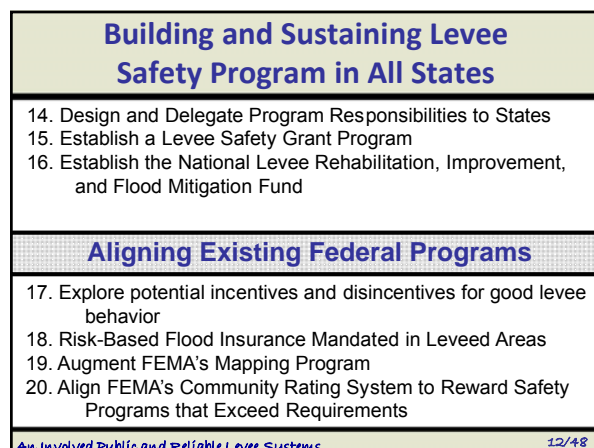 Building and Sustaining Levee
Safety Program in All States
14. Design and Delegate Program Responsibilities to States
15. Establish a Levee Safety Grant Program
16. Establish the National Levee Rehabilitation, Improvement,
and Flood Mitigation Fund
Aligning Existing Federal Programs
17. Explore potential incentives and disincentives for good levee
behavior
18. Risk-Based Flood Insurance Mandated in Leveed Areas
19. Augment FEMA's Mapping Program
20. Align FEMA's Community Rating System to Reward Safety
Programs that Exceed Requirements
An Involved Public and Reliable Levee Systems 12/48